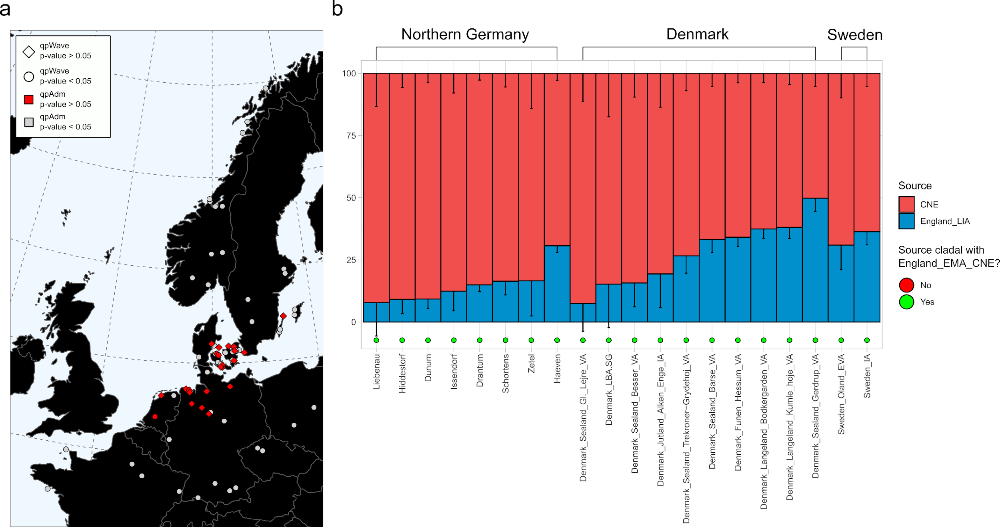 a
qpWave
p-value > 0.05
qpWave
p-value < 0.05
qpAdm
p-value > 0.05
qpAdm
p-value < 0.05
b
Northern Germany
Denmark
Sweden
100
75
50
25
0
Liebenau
Hiddestorf
Dunum
Issendorf
Drantum
Schortens
Zetel
Haeven
Denmark_Sealand_Gl._Lejre_VA
Denmark_LBA.SG
Denmark_Sealand_Besser_VA
Denmark_Jutland_Alken_Enge_IA
Denmark_Sealand_Trekroner−Grydehoj_VA
Denmark_Sealand_Barse_VA
Denmark_Funen_Hessum_VA
Denmark_Langeland_Bodkergarden_VA
Denmark_Langeland_Kumle_hoje_VA
Denmark_Sealand_Gerdrup_VA
Sweden_Oland_EVA
Sweden_IA
Source
CNE
England_LIA
Source cladal with
England_EMA_CNE?
No
Yes